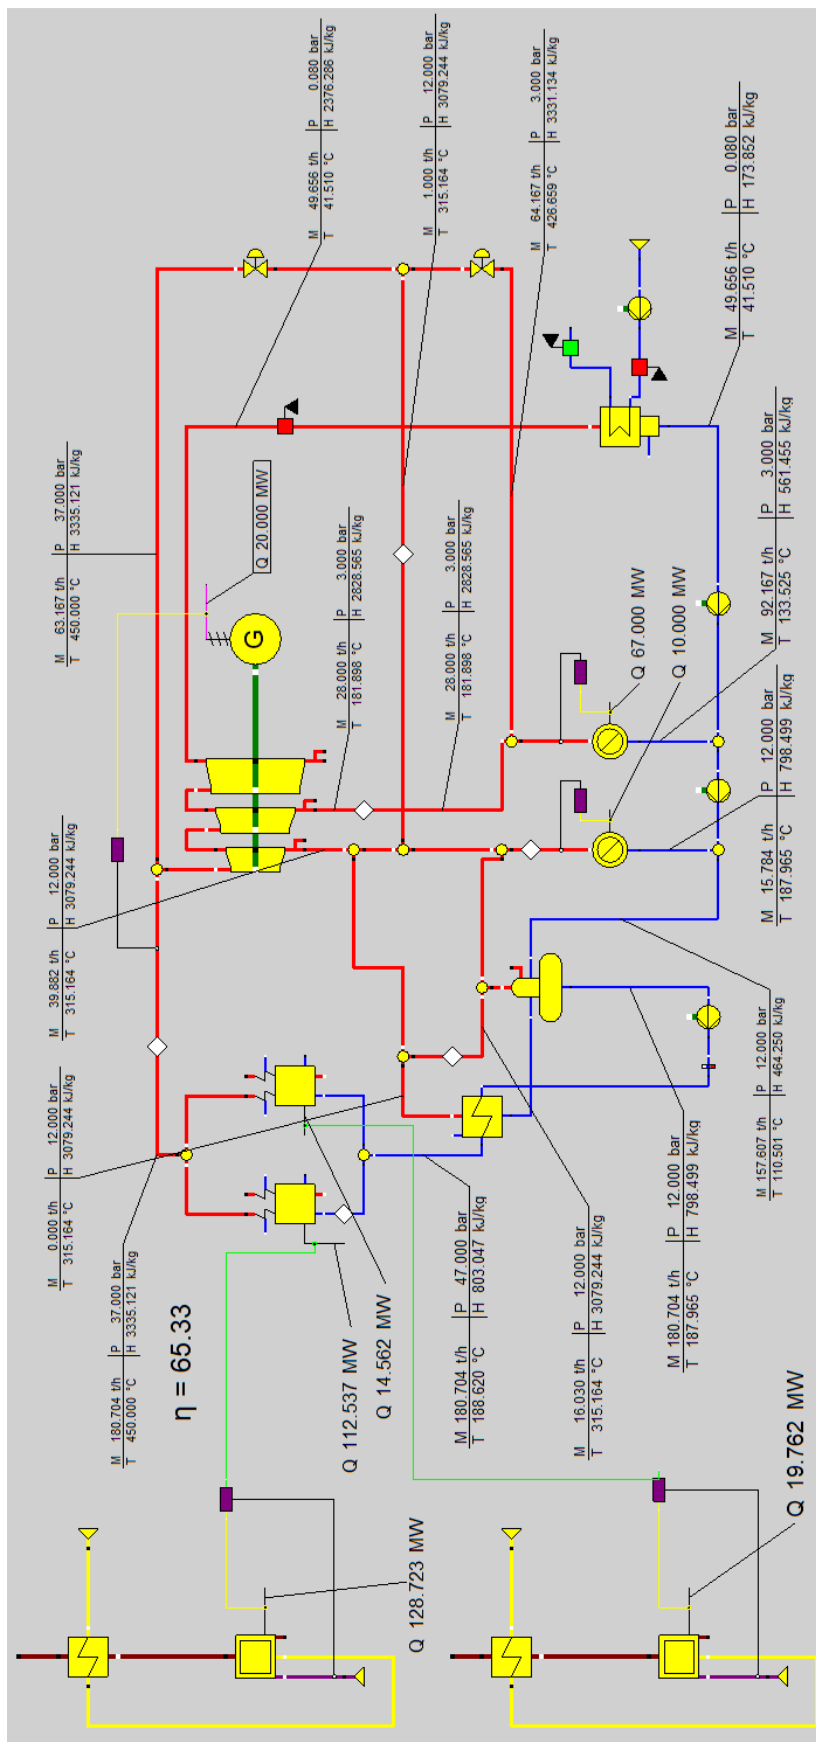 M 49.656 t/h P 0.080 bar
T 41.510 °C H 2376.286 kJ/kg
M 1.000 t/h P 12.000 bar
T 315.164 °C H 3079.244 kJ/kg
M 64.167 t/h P 3.000 bar
T 426.659 °C H 3331.134 kJ/kg
M 49.656 t/h P 0.080 bar
T 41.510 °C H 173.852 kJ/kg
M 63.167 t/h P 37.000 bar
T 450.000 °C H 3335.121 kJ/kg
Q 20.000 MW
G
M 28.000 t/h P 3.000 bar
T 181.898 °C H 2828.565 kJ/kg
M 28.000 t/h P 3.000 bar
T 181.898 °C H 2828.565 kJ/kg
Q 67.000 MW
Q 10.000 MW
M 92.167 t/h P 3.000 bar
T 133.525 °C H 561.455 kJ/kg
M 15.784 t/h P 12.000 bar
T 187.965 °C H 798.499 kJ/kg
M 39.882 t/h P 12.000 bar
T 315.164 °C H 3079.244 kJ/kg
M 0.000 t/h P 12.000 bar
T 315.164 °C H 3079.244 kJ/kg
M 157.607 t/h P 12.000 bar
T 110.501 °C H 464.250 kJ/kg
M 180.704 t/h P 12.000 bar
T 187.965 °C H 798.499 kJ/kg
M 180.704 t/h P 37.000 bar
T 450.000 °C H 3335.121 kJ/kg
η = 65.33
Q 112.537 MW
Q 14.562 MW
M 180.704 t/h P 47.000 bar
T 188.620 °C H 803.047 kJ/kg
M 16.030 t/h P 12.000 bar
T 315.164 °C H 3079.244 kJ/kg
Q 128.723 MW
Q 19.762 MW